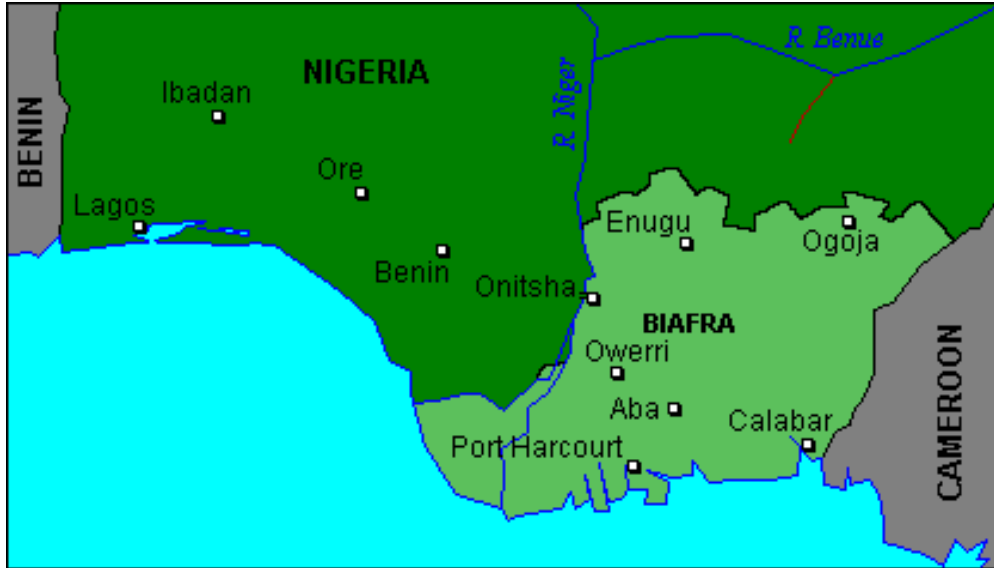 R. Benue
NIGERIA
Ibadan
R. Niger
BENIN
Ore
Lagos
Enugu
Ogoja
Benin
Onitsha
BIAFRA
Owerri
Aba
Calabar
Port Harcourt
CAMEROON